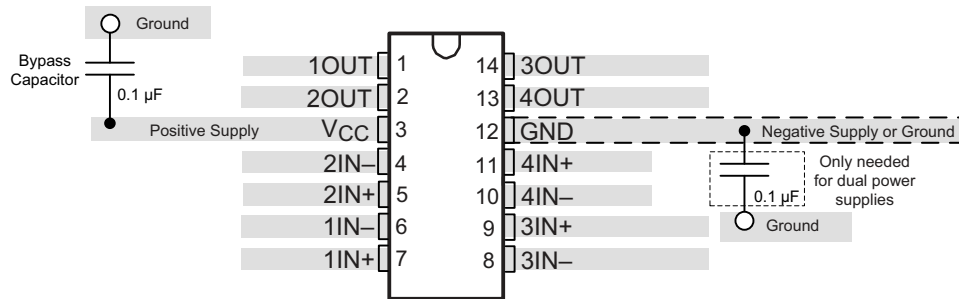 Ground
Bypass
Capacitor
0.1 µF
Positive Supply
1OUT 1
2OUT 2
VCC 3
2IN– 4
2IN+ 5
1IN– 6
1IN+ 7
14 3OUT
13 4OUT
12 GND
11 4IN+
10 4IN–
9 3IN+
8 3IN–
Negative Supply or Ground
Only needed
for dual power
supplies
0.1 µF
Ground